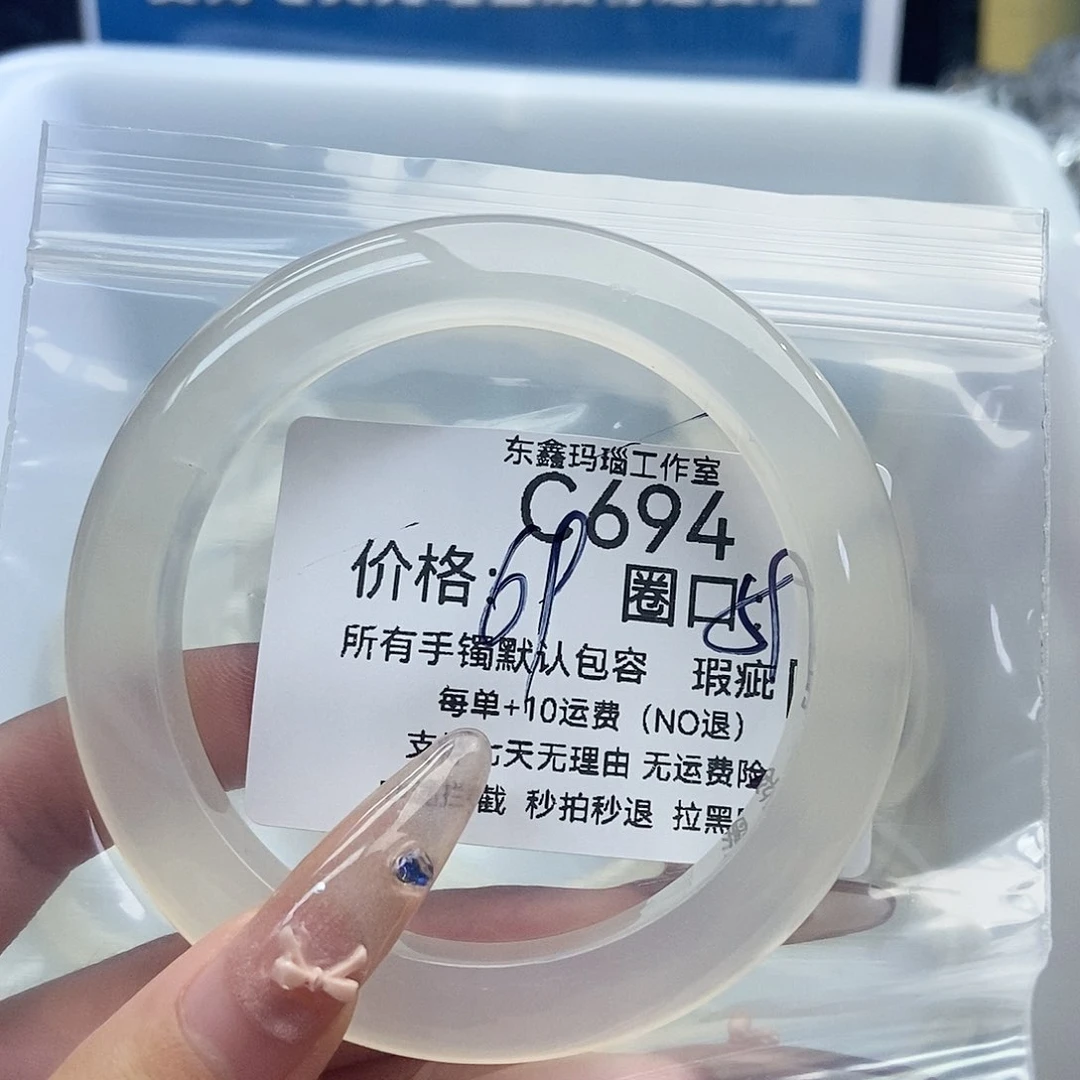 东鑫玛瑙工作室
C694
价格: 69 圈口: 58
所有手镯默认包容 瑕疵
每单+10运费（NO退）
支 七天无理由 无运费险
截 秒拍秒退 拉黑